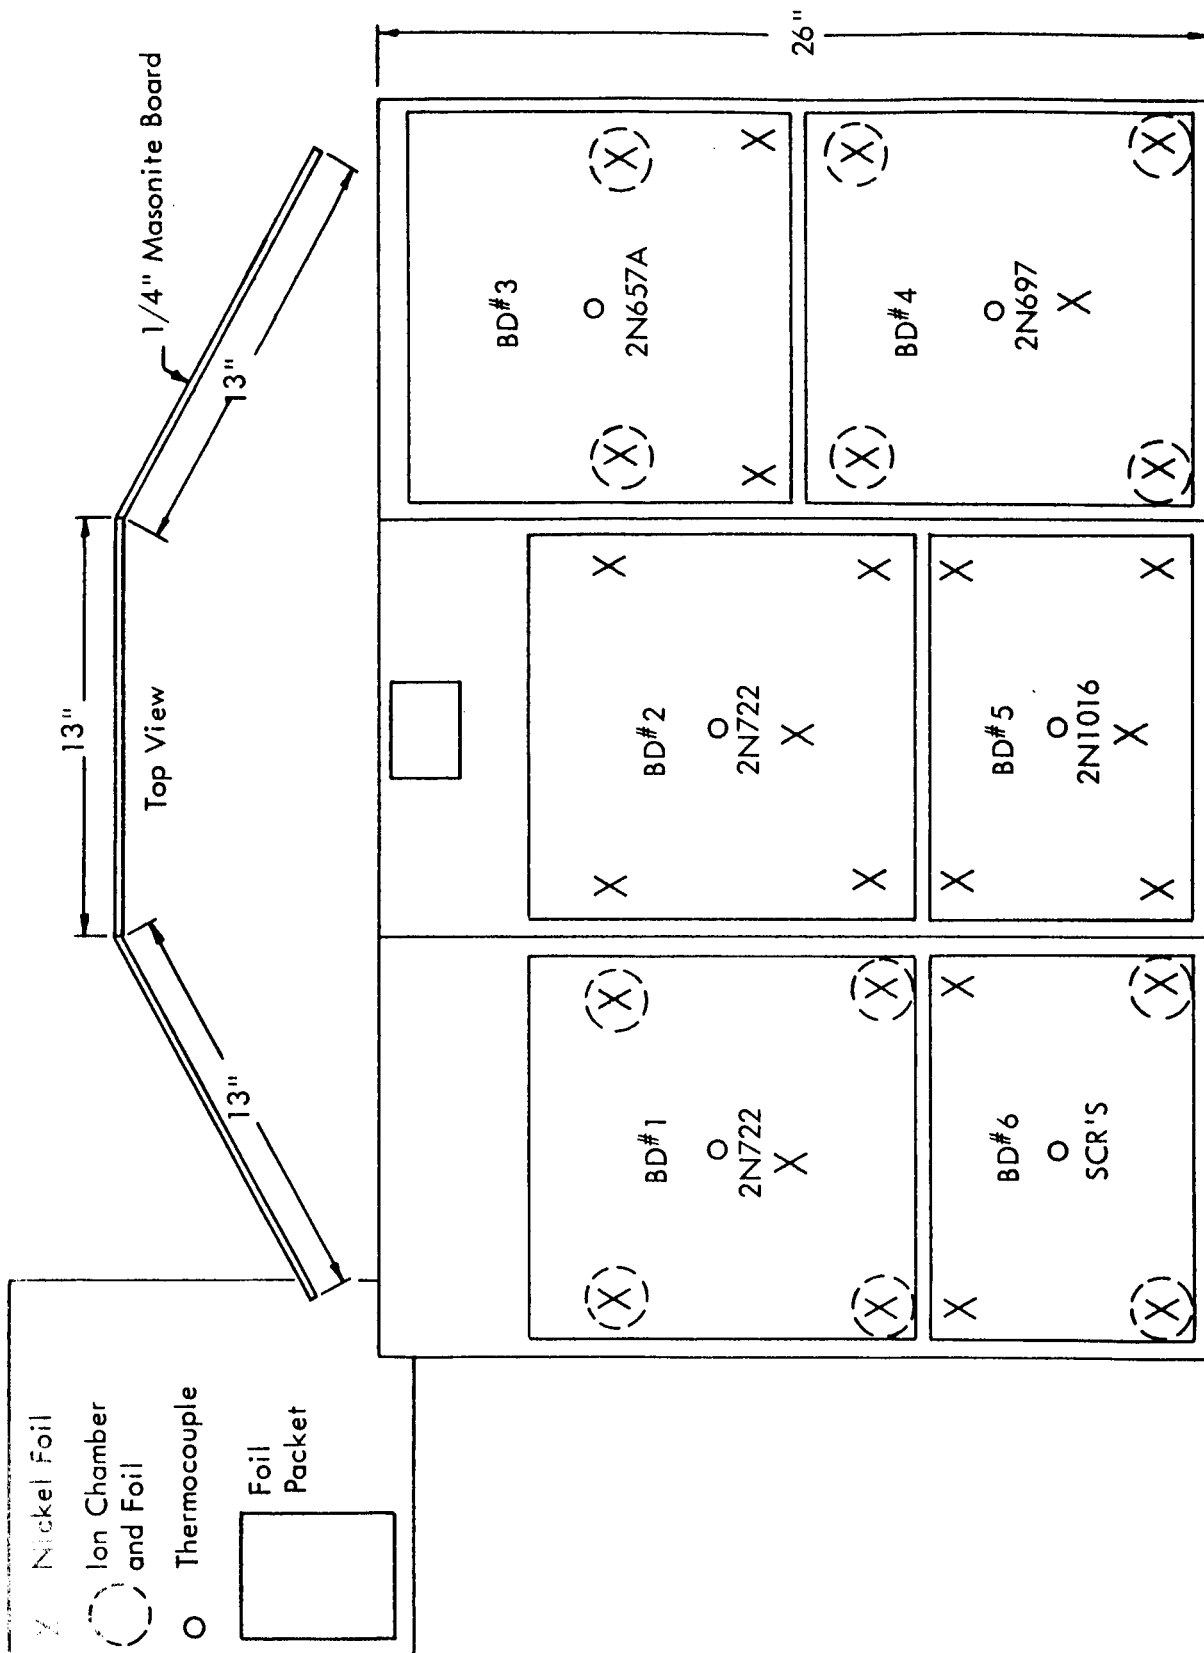 Nickel Foil
Ion Chamber
and Foil
Thermocouple
Foil
Packet
13"
13"
13"
Top View
1/4" Masonite Board
26"
BD#1
2N722
BD#2
2N722
BD#3
2N657A
BD#6
SCR'S
BD#5
2N1016
BD#4
2N697